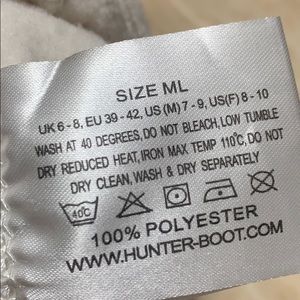 SIZE ML
UK 6 - 8, EU 39 - 42, US (M) 7 - 9, US(F) 8 - 10
WASH AT 40 DEGREES, DO NOT BLEACH, LOW TUMBLE
DRY REDUCED HEAT, IRON MAX TEMP 110°C, DO NOT
DRY CLEAN, WASH & DRY SEPARATELY
40°C
100% POLYESTER
WWW.HUNTER-BOOT.COM